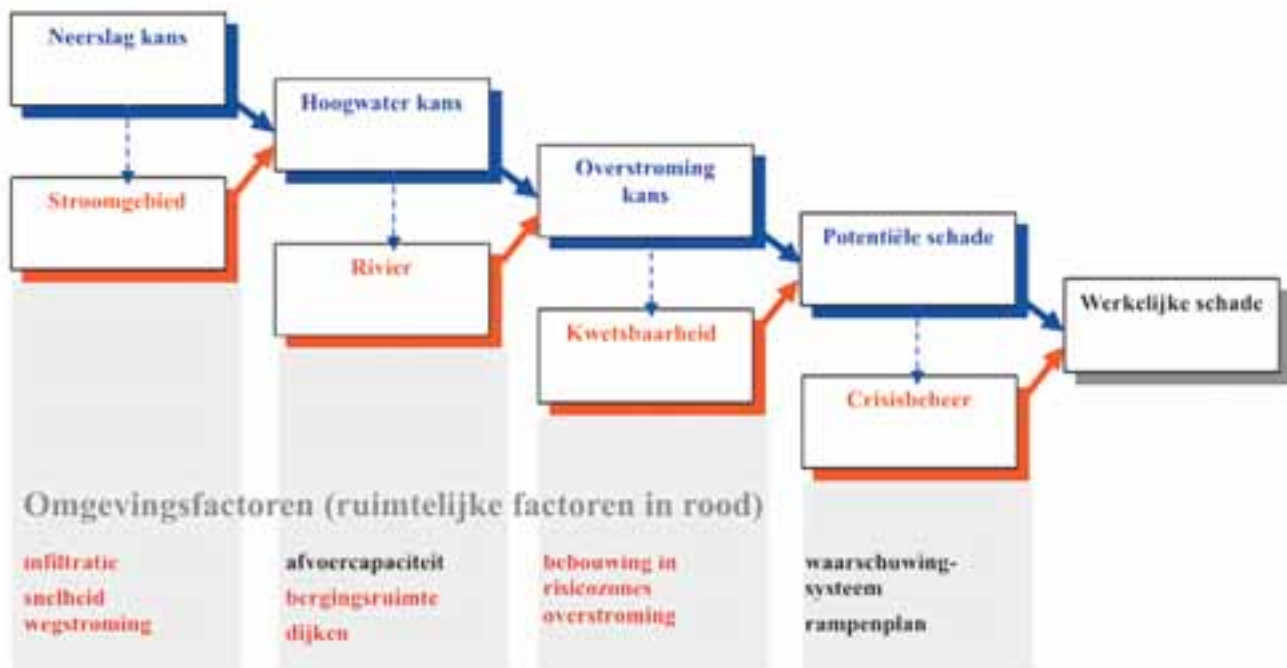 Neerslag kans
Hoogwater kans
Overstroming
kans
Potentiële schade
Werkelijke schade
Stroomgebied
Rivier
Kwetsbaarheid
Crisisbeheer
Omgevingsfactoren (ruimtelijke factoren in rood)
infiltratie
snelheid
wegstroming
afvoercapaciteit
bergingsruimte
dijken
bebouwing in
risicozones
overstroming
waarschuwing-
systeem
rampenplan